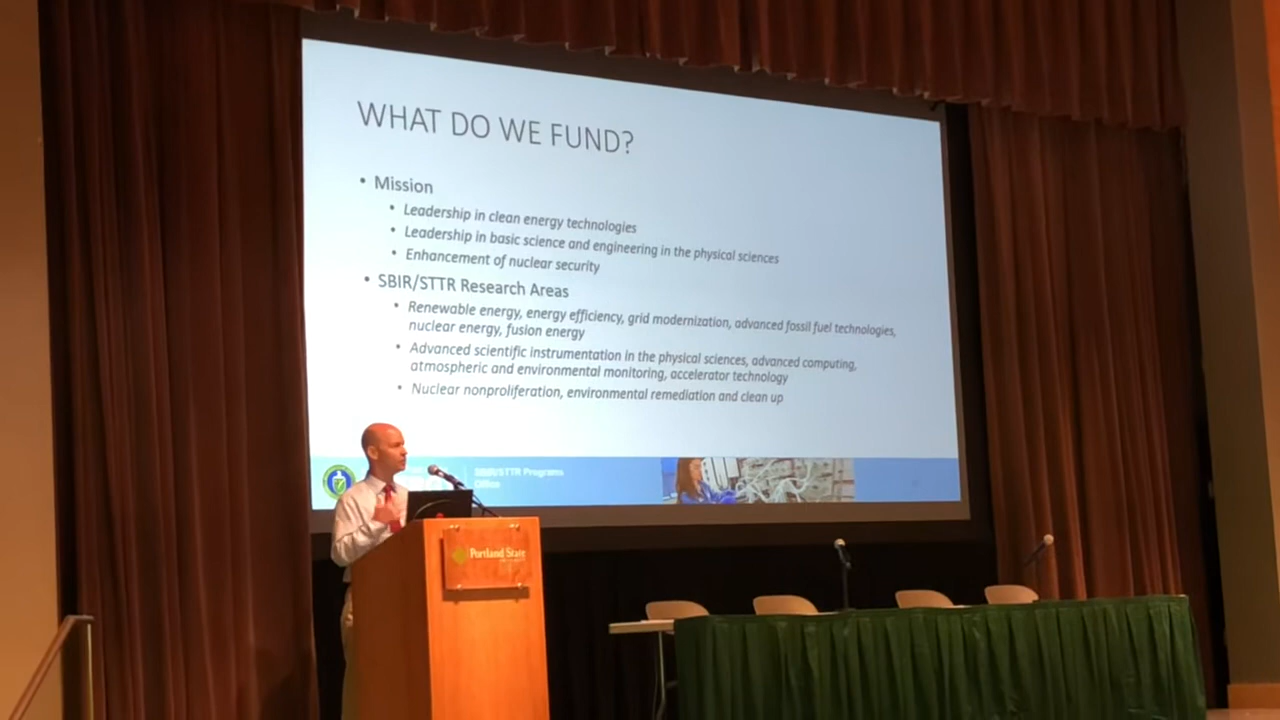 WHAT DO WE FUND?
• Mission
• Leadership in clean energy technologies
• Leadership in basic science and engineering in the physical sciences
• Enhancement of nuclear security
• SBIR/STTR Research Areas
• Renewable energy, energy efficiency, grid modernization, advanced fossil fuel technologies,
nuclear energy, fusion energy
• Advanced scientific instrumentation in the physical sciences, advanced computing,
atmospheric and environmental monitoring, accelerator technology
• Nuclear nonproliferation, environmental remediation and clean up
SBIR/STTR Programs
Office
Portland State